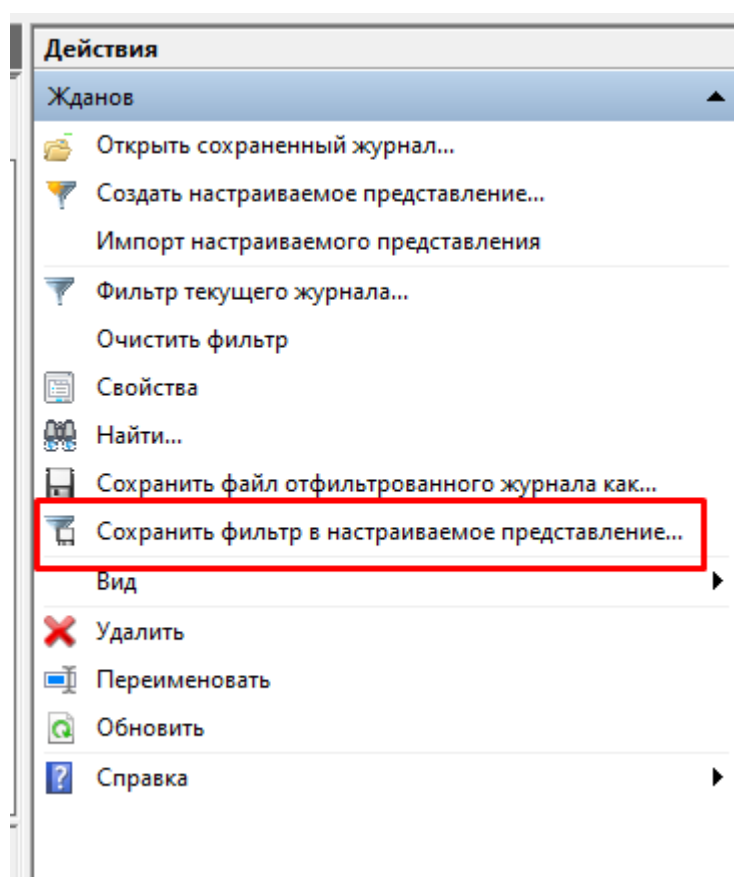 Действия
Жданов
Открыть сохраненный журнал...
Создать настраиваемое представление...
Импорт настраиваемого представления
Фильтр текущего журнала...
Очистить фильтр
Свойства
Найти...
Сохранить файл отфильтрованного журнала как...
Сохранить фильтр в настраиваемое представление...
Вид
Удалить
Переименовать
Обновить
Справка